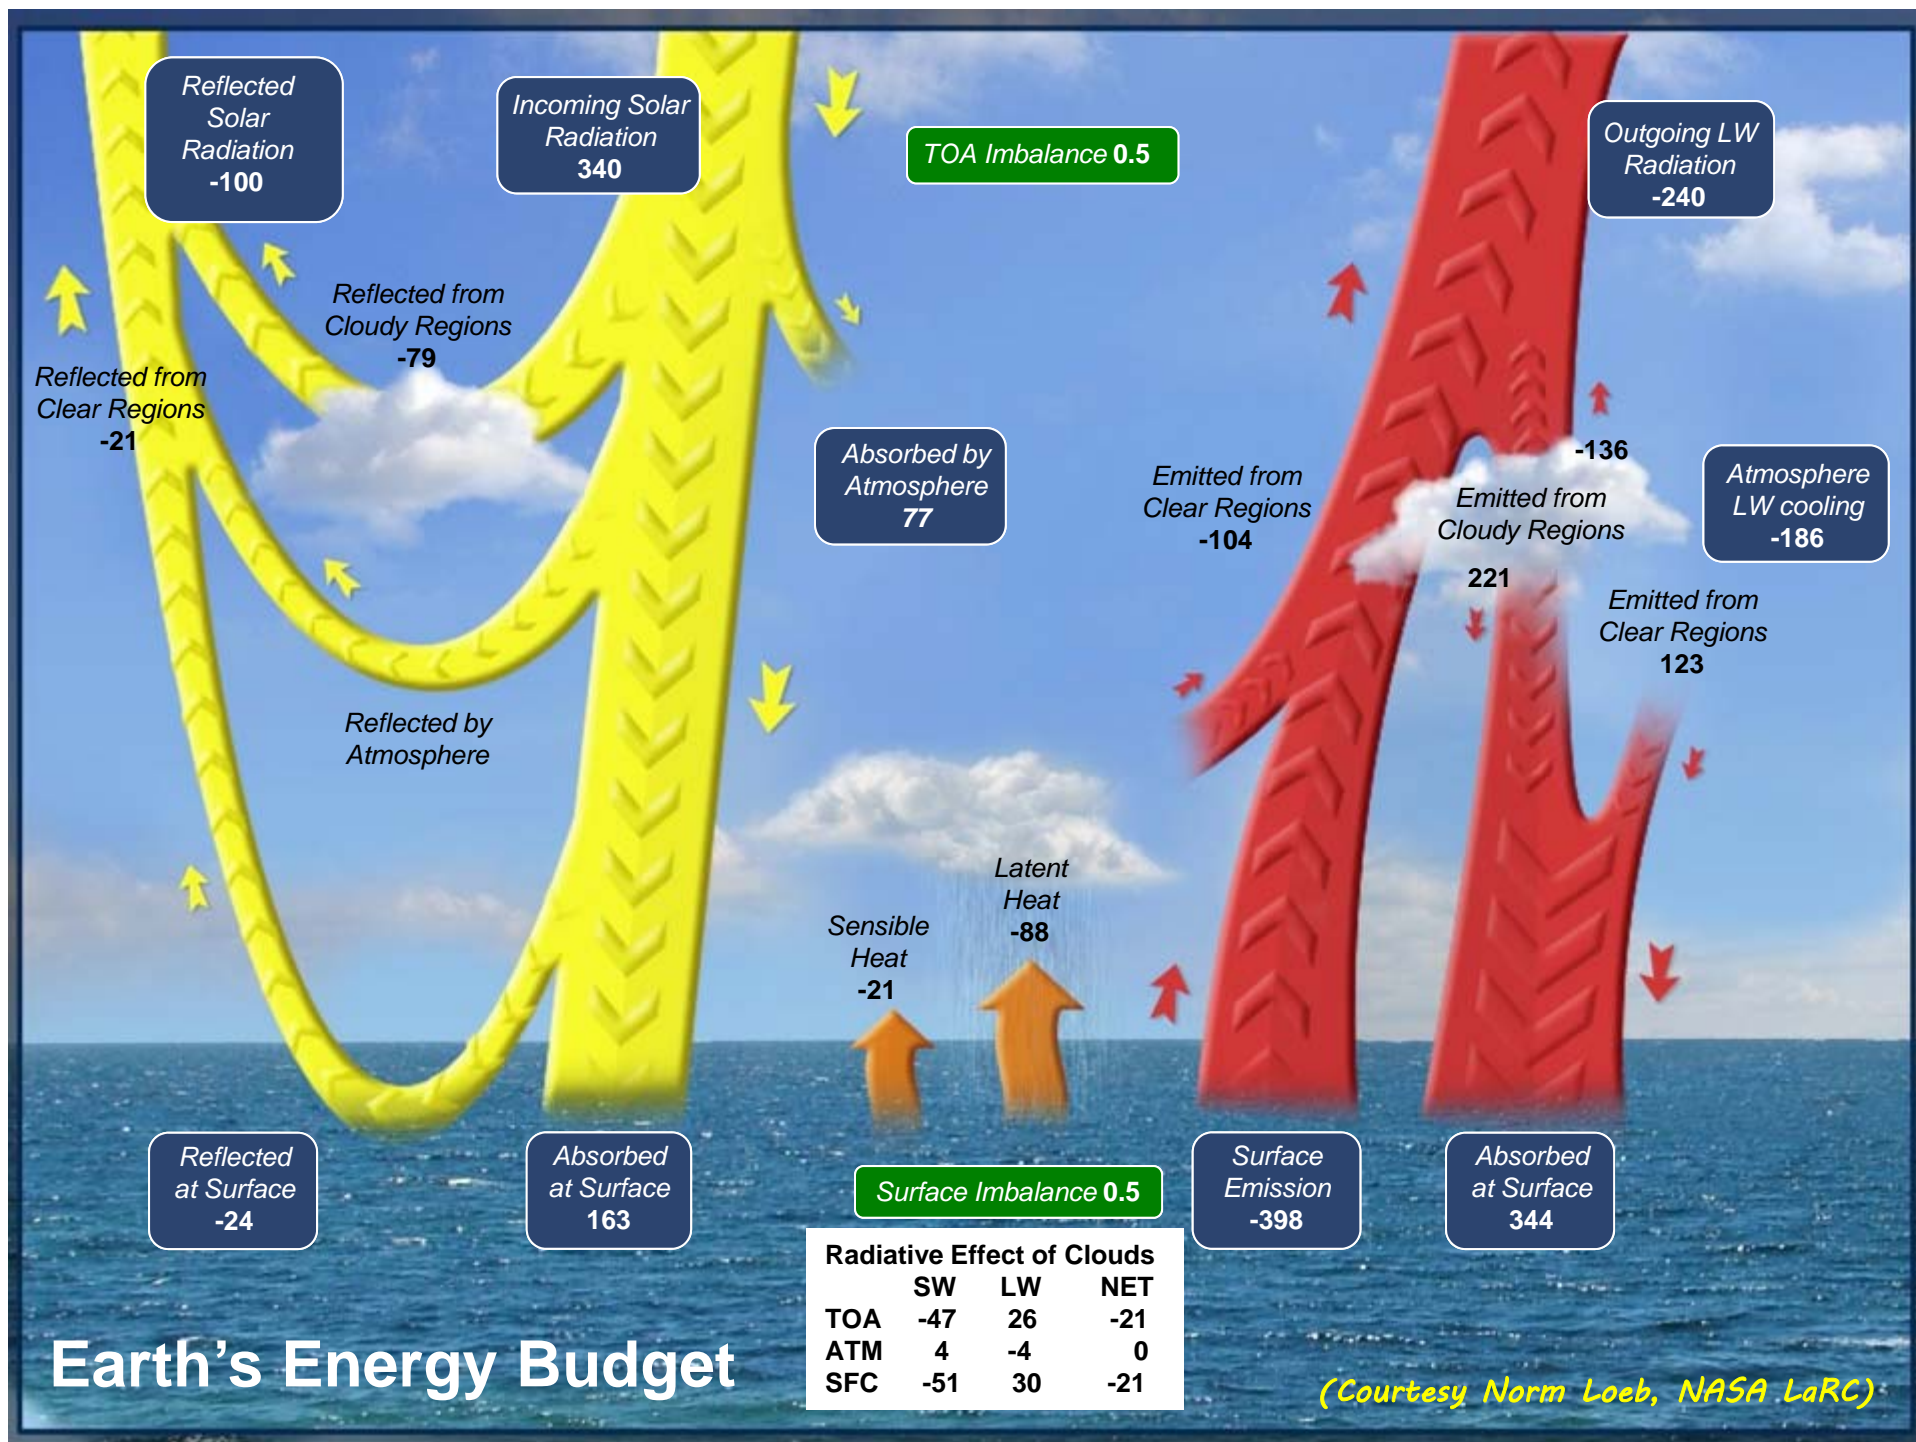 Reflected
Solar
Radiation
-100
Incoming Solar
Radiation
340
TOA Imbalance 0.5
Outgoing LW
Radiation
-240
Reflected from
Cloudy Regions
-79
Reflected from
Clear Regions
-21
Absorbed by
Atmosphere
77
Emitted from
Clear Regions
-104
-136
Emitted from
Cloudy Regions
221
Atmosphere
LW cooling
-186
Emitted from
Clear Regions
123
Reflected by
Atmosphere
Sensible
Heat
-21
Latent
Heat
-88
Reflected
at Surface
-24
Absorbed
at Surface
163
Surface Imbalance 0.5
Surface
Emission
-398
Absorbed
at Surface
344
Radiative Effect of Clouds
SW LW NET
TOA -47 26 -21
ATM 4 -4 0
SFC -51 30 -21
Earth's Energy Budget
(Courtesy Norm Loeb, NASA LaRC)